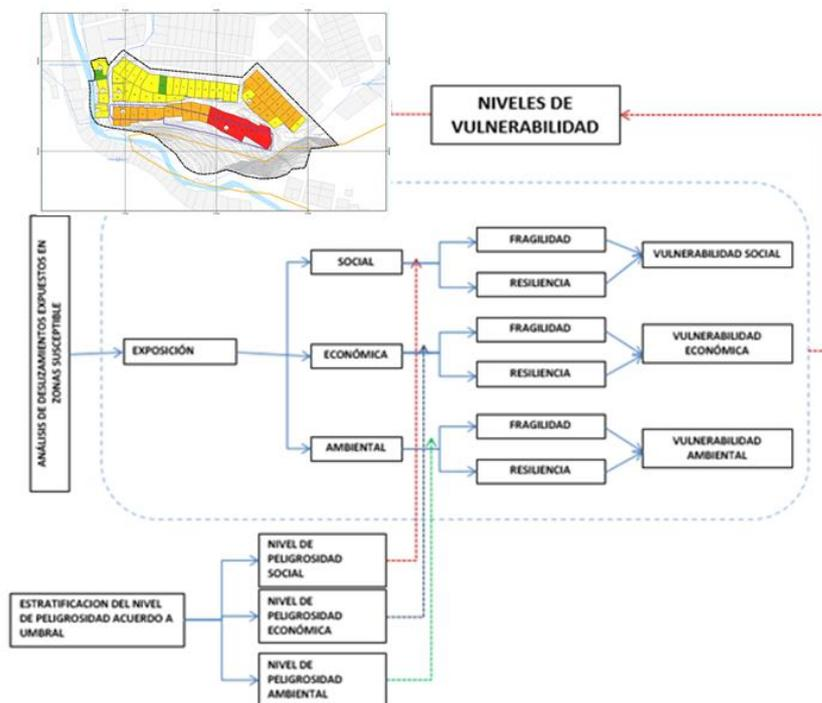 NIVELES DE
VULNERABILIDAD
ANÁLISIS DE DESLIZAMIENTOS EXPUESTOS EN
ZONAS SUSCEPTIBLE
EXPOSICIÓN
SOCIAL
FRAGILIDAD
RESILIENCIA
VULNERABILIDAD SOCIAL
ECONÓMICA
FRAGILIDAD
RESILIENCIA
VULNERABILIDAD
ECONÓMICA
AMBIENTAL
FRAGILIDAD
RESILIENCIA
VULNERABILIDAD
AMBIENTAL
ESTRATIFICACION DEL NIVEL
DE PELIGROSIDAD ACUERDO A
UMBRAL
NIVEL DE
PELIGROSIDAD
SOCIAL
NIVEL DE
PELIGROSIDAD
ECONÓMICA
NIVEL DE
PELIGROSIDAD
AMBIENTAL